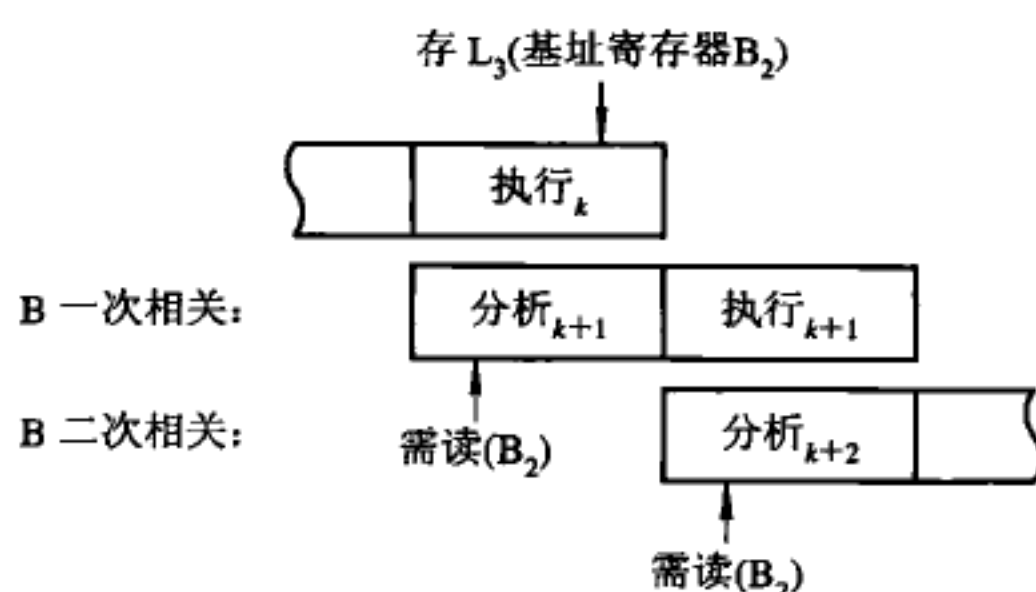 存 L₃(基址寄存器B₂)
执行ₖ
B 一次相关: 分析ₖ₊₁ 执行ₖ₊₁
需读(B₂)
B 二次相关: 分析ₖ₊₂
需读(B₂)